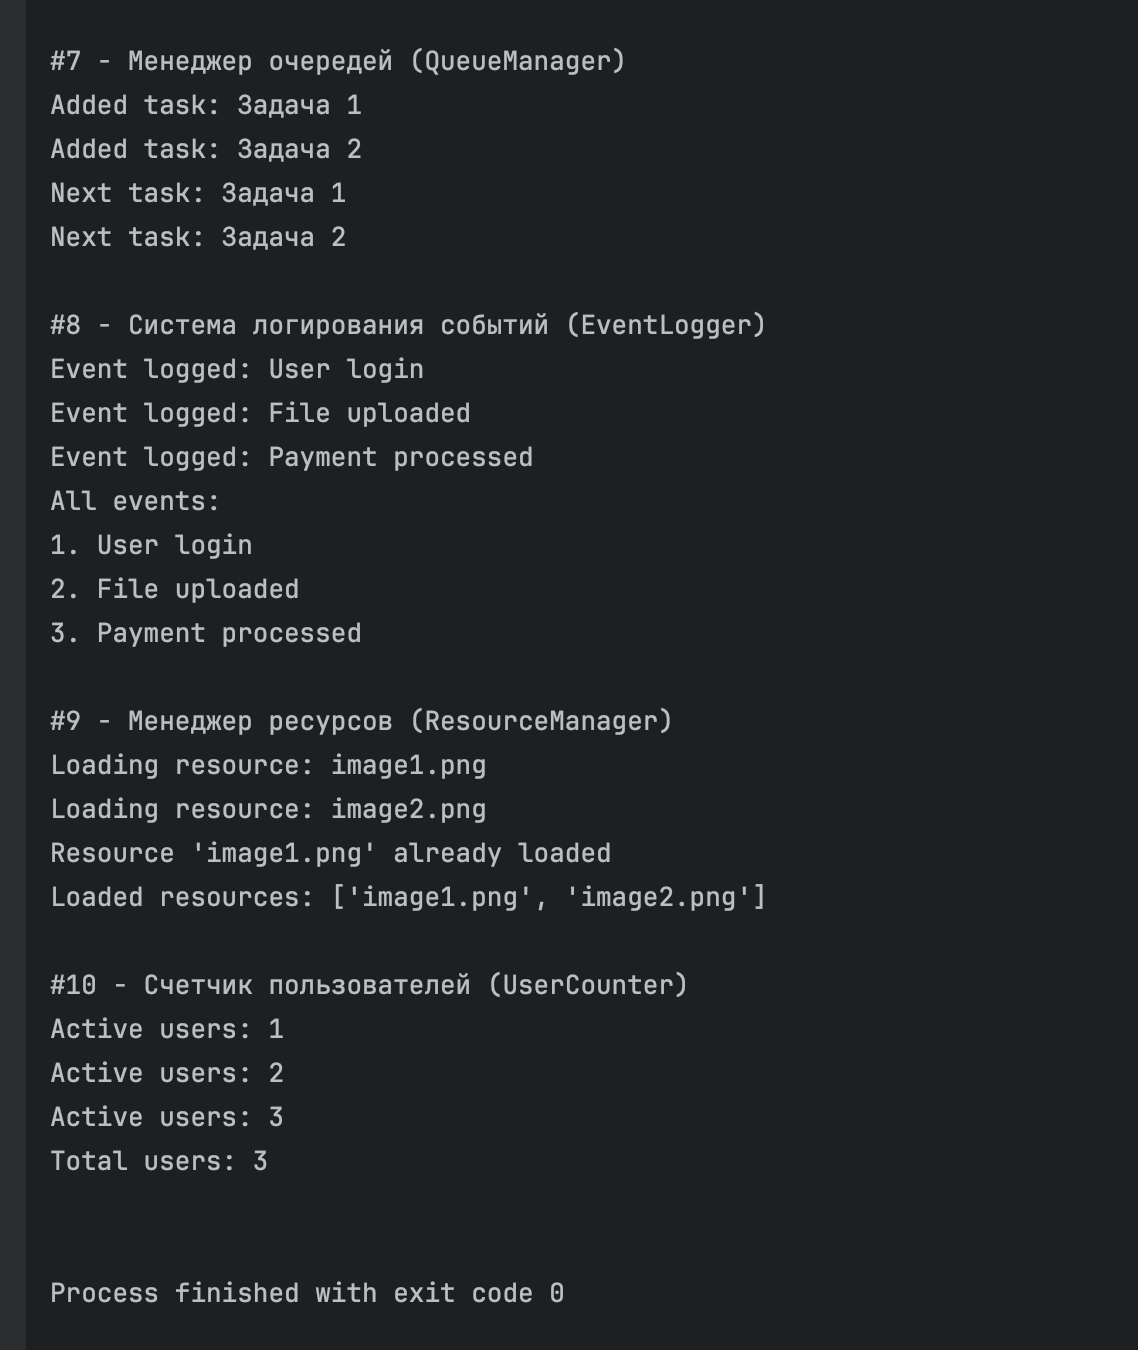 #7 - Менеджер очередей (QueueManager)
Added task: Задача 1
Added task: Задача 2
Next task: Задача 1
Next task: Задача 2
#8 - Система логирования событий (EventLogger)
Event logged: User login
Event logged: File uploaded
Event logged: Payment processed
All events:
1. User login
2. File uploaded
3. Payment processed
#9 - Менеджер ресурсов (ResourceManager)
Loading resource: image1.png
Loading resource: image2.png
Resource 'image1.png' already loaded
Loaded resources: ['image1.png', 'image2.png']
#10 - Счетчик пользователей (UserCounter)
Active users: 1
Active users: 2
Active users: 3
Total users: 3
Process finished with exit code 0